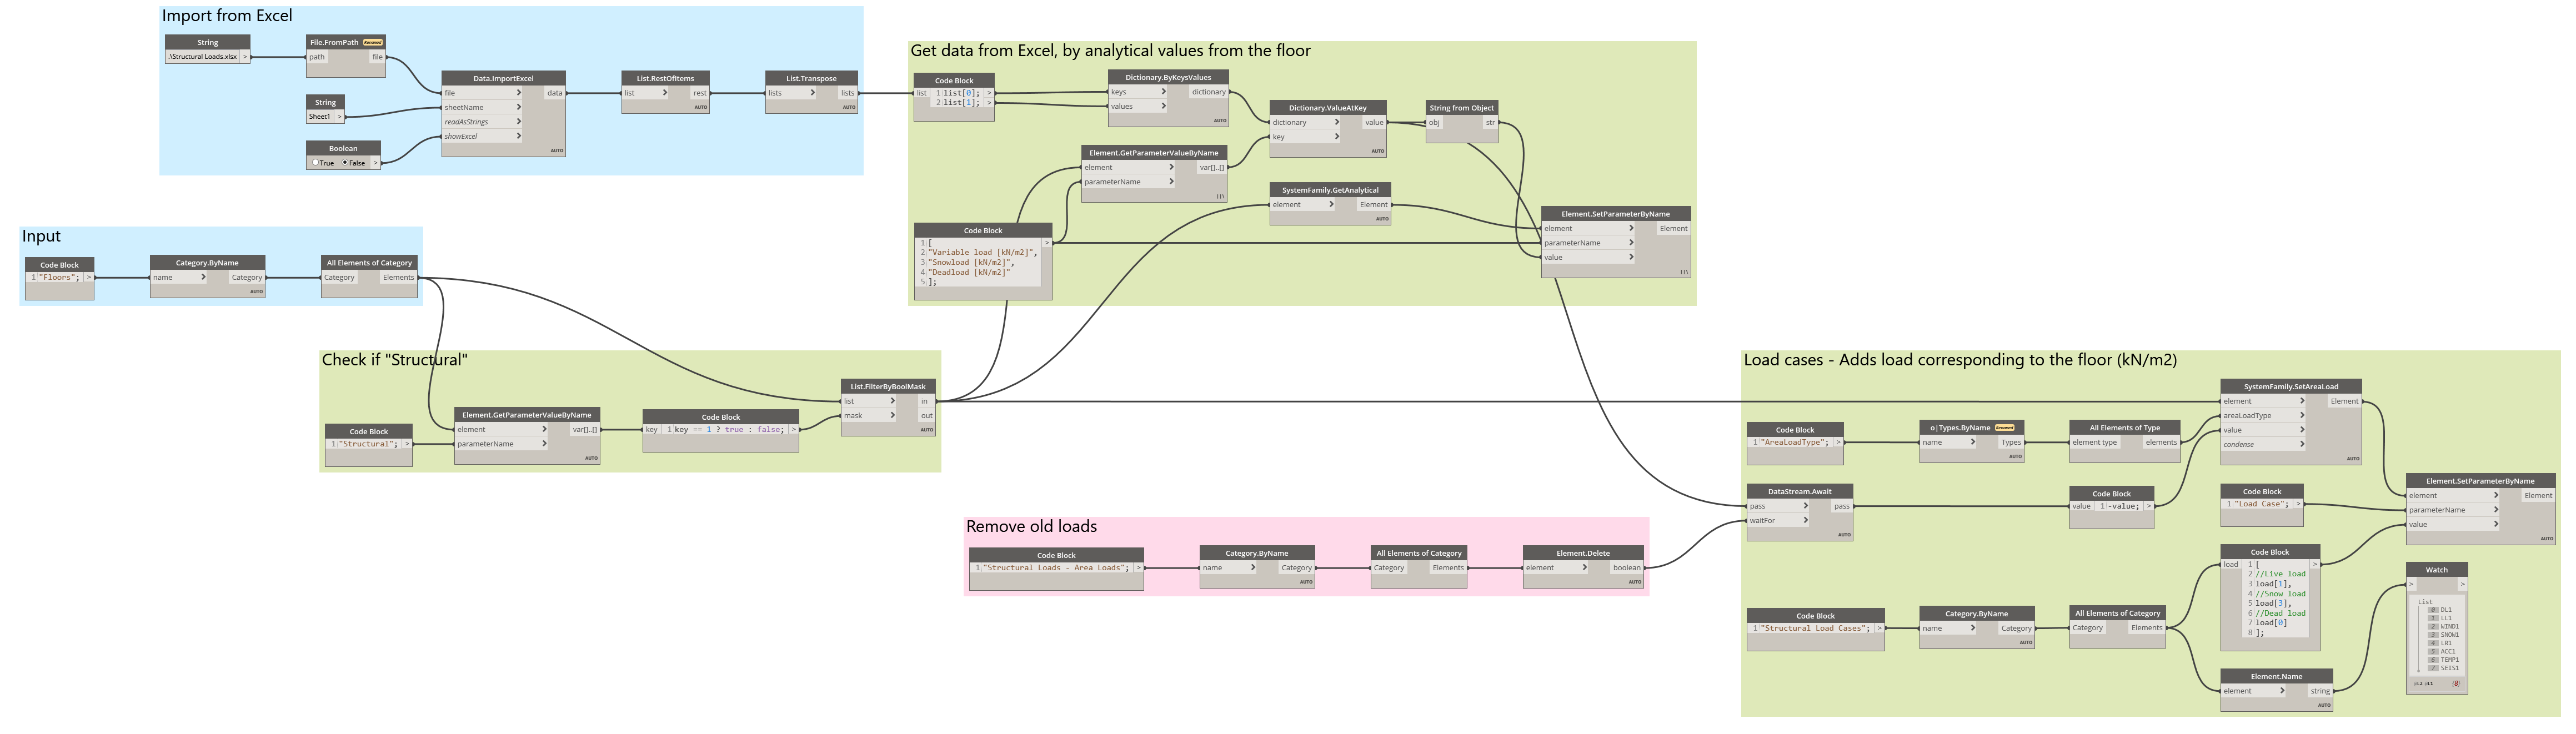 Import from Excel
String
.\Structural Loads.xlsx >
File.FromPath Renamed
path file
String
Sheet1 >
Boolean
True False >
Data.ImportExcel
file > data
sheetName >
readAsStrings >
showExcel >
AUTO
List.RestOfItems
list > rest
AUTO
List.Transpose
lists > lists
AUTO
Get data from Excel, by analytical values from the floor
Code Block
list 1 list[0]; >
2 list[1]; >
Dictionary.ByKeysValues
keys > dictionary
values >
AUTO
Dictionary.ValueAtKey
dictionary > value
key >
AUTO
String from Object
obj str
Element.GetParameterValueByName
element > var[]..[]
parameterName >
SystemFamily.GetAnalytical
element > Element
AUTO
Code Block
1 [ >
2 "Variable load [kN/m2]",
3 "Snowload [kN/m2]",
4 "Deadload [kN/m2]"
5 ];
Element.SetParameterByName
element > Element
parameterName >
value >
Input
Code Block
1 "Floors"; >
Category.ByName
name > Category
AUTO
All Elements of Category
Category Elements
Check if "Structural"
Code Block
1 "Structural"; >
Element.GetParameterValueByName
element > var[]..[]
parameterName >
AUTO
Code Block
key 1 key == 1 ? true : false; >
List.FilterByBoolMask
list > in
mask > out
AUTO
Remove old loads
Code Block
1 "Structural Loads - Area Loads"; >
Category.ByName
name > Category
AUTO
All Elements of Category
Category Elements
Element.Delete
element > boolean
AUTO
Load cases - Adds load corresponding to the floor (kN/m2)
Code Block
1 "AreaLoadType"; >
o|Types.ByName Renamed
name > Types
AUTO
All Elements of Type
element type elements
SystemFamily.SetAreaLoad
element > Element
areaLoadType >
value >
condense >
AUTO
DataStream.Await
pass > pass
waitFor >
AUTO
Code Block
value 1 -value; >
Code Block
1 "Load Case"; >
Element.SetParameterByName
element > Element
parameterName >
value >
AUTO
Code Block
load 1 [ >
2 //Live load
3 load[1],
4 //Snow load
5 load[3],
6 //Dead load
7 load[0]
8 ];
Watch
> >
List
0 DL1
1 LL1
2 WIND1
3 SNOW1
4 LR1
5 ACC1
6 TEMP1
7 SEIS1
@L2 @L1 {8}
Code Block
1 "Structural Load Cases"; >
Category.ByName
name > Category
AUTO
All Elements of Category
Category Elements
Element.Name
element > string
AUTO